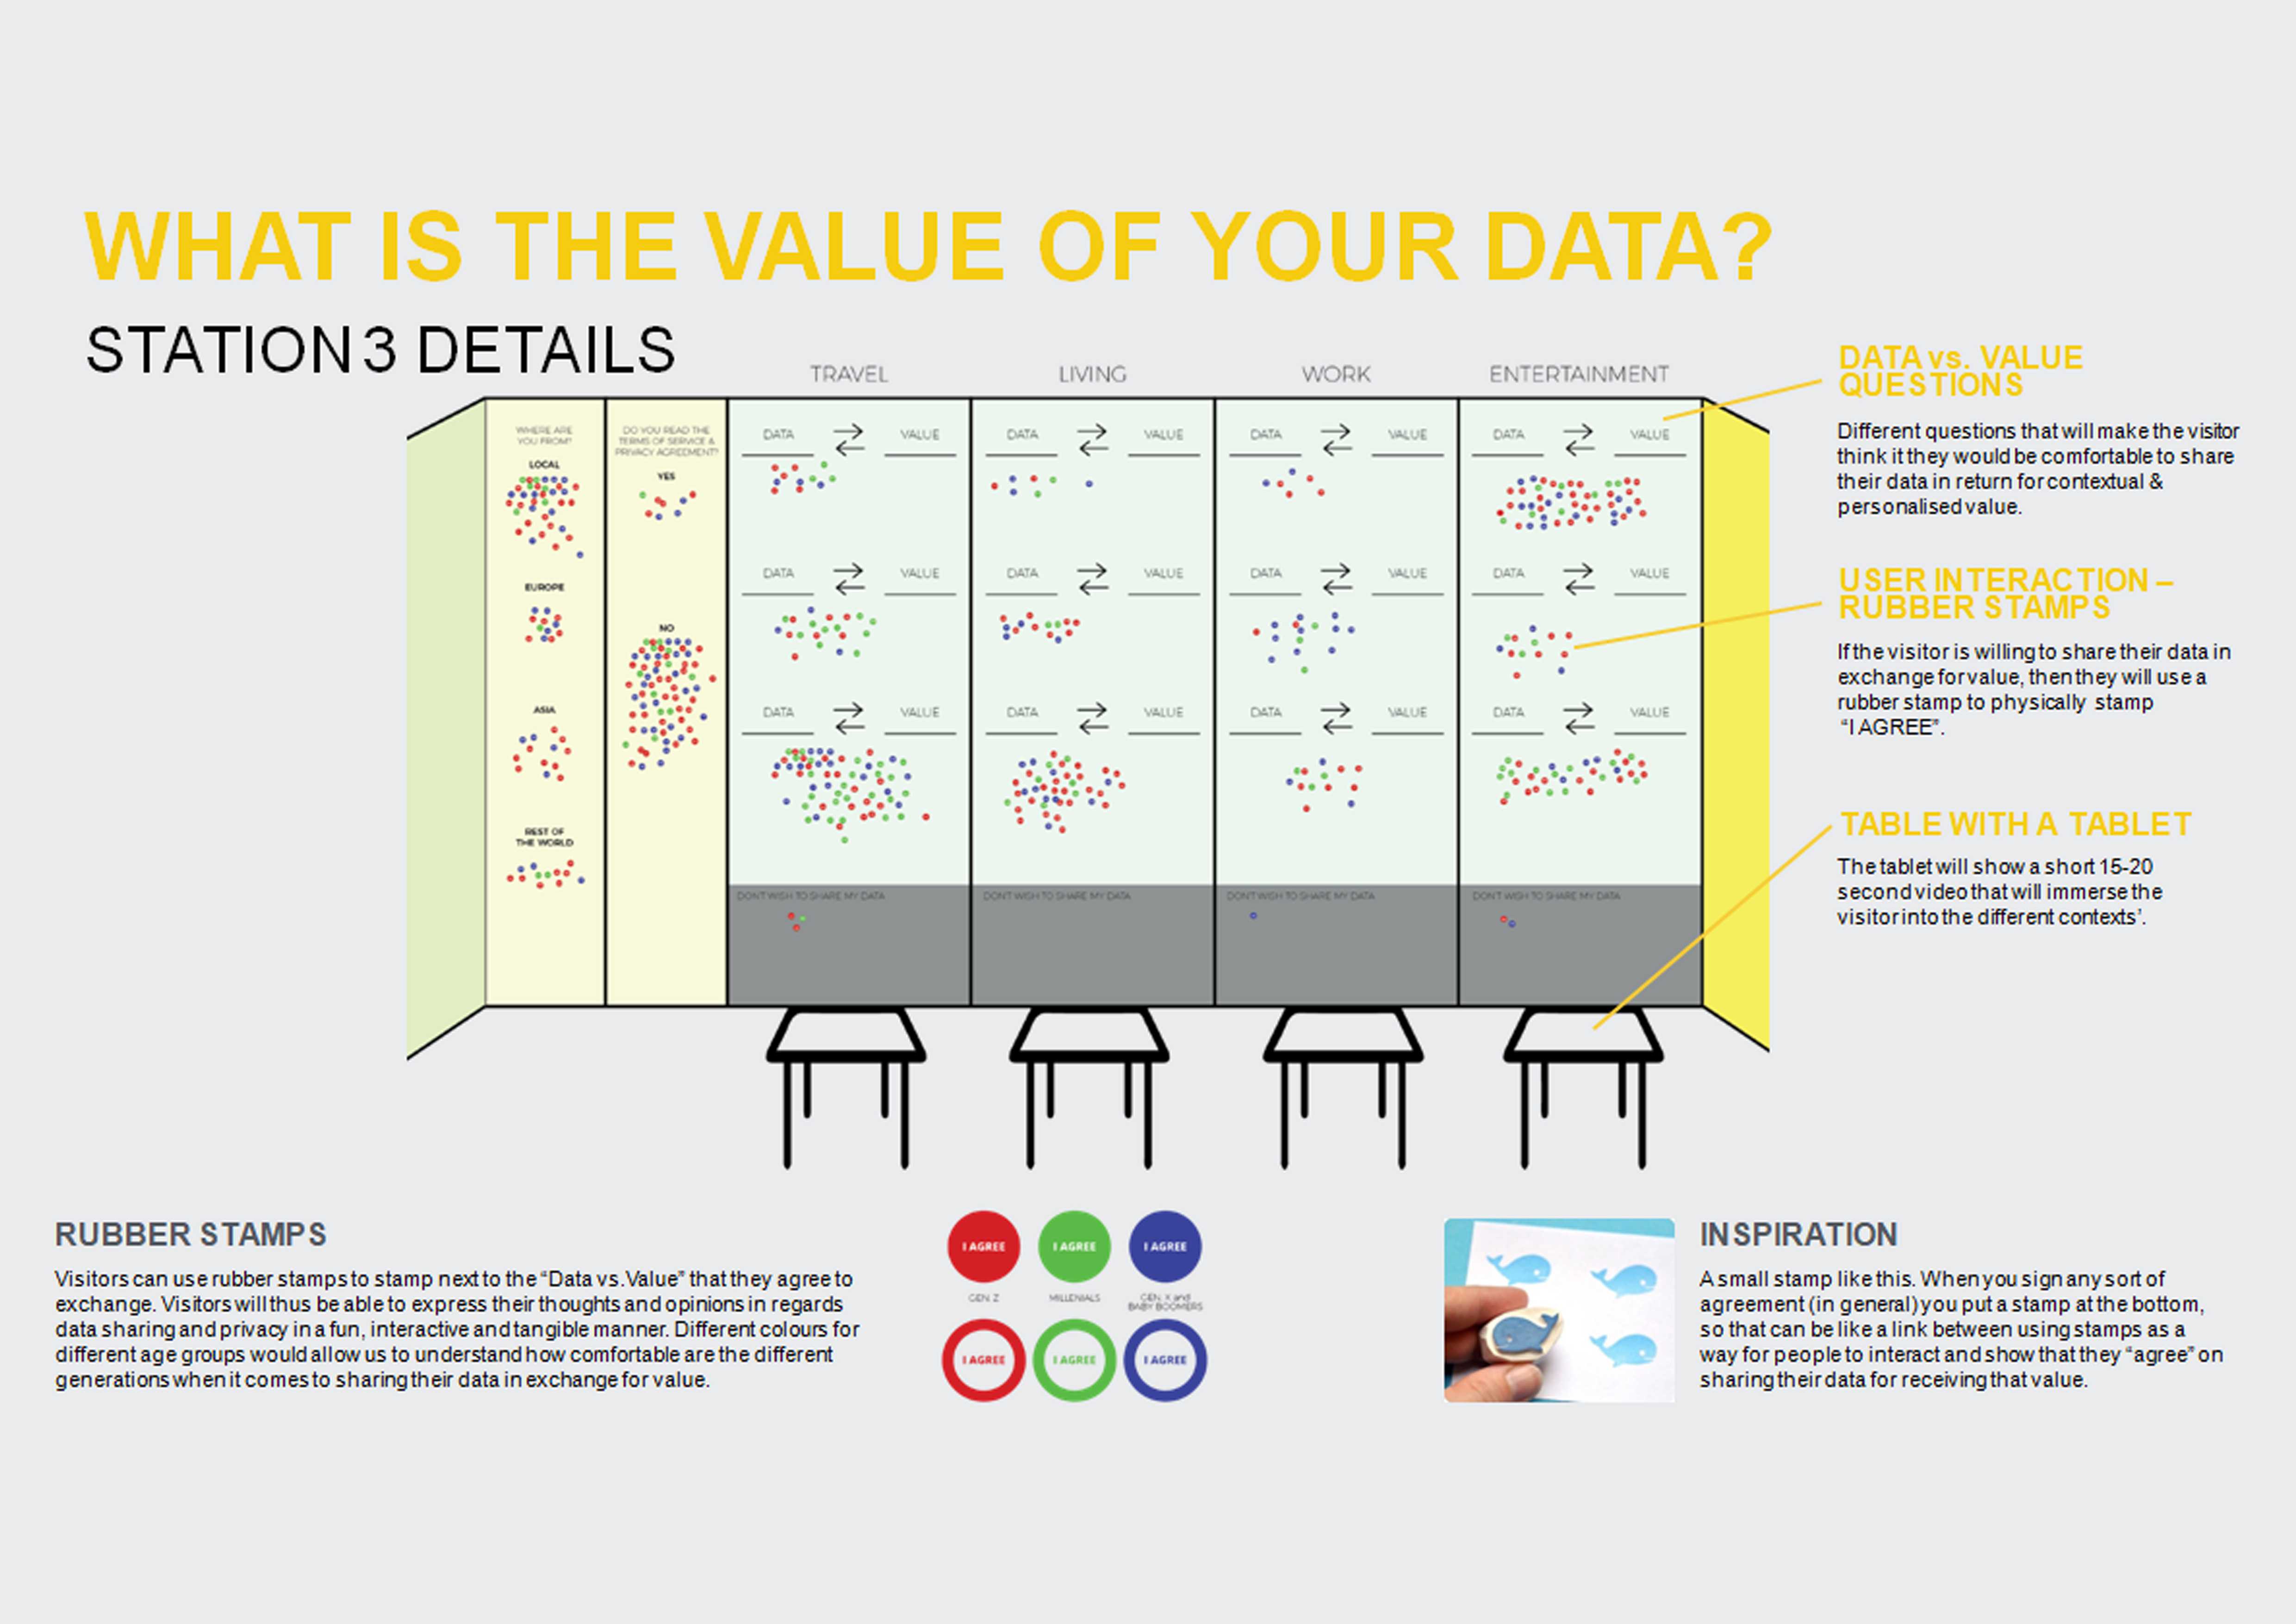 WHAT IS THE VALUE OF YOUR DATA?
STATION 3 DETAILS
TRAVEL
LIVING
WORK
ENTERTAINMENT
WHERE ARE
YOU FROM?
LOCAL
EUROPE
ASIA
REST OF
THE WORLD
DO YOU READ THE
TERMS OF SERVICE &
PRIVACY AGREEMENT?
YES
NO
DATA VALUE
DATA VALUE
DATA VALUE
DONT WISH TO SHARE MY DATA
DATA VALUE
DATA VALUE
DATA VALUE
DONT WISH TO SHARE MY DATA
DATA VALUE
DATA VALUE
DATA VALUE
DONT WISH TO SHARE MY DATA
DATA VALUE
DATA VALUE
DATA VALUE
DONT WISH TO SHARE MY DATA
DATA vs. VALUE
QUESTIONS
Different questions that will make the visitor
think it they would be comfortable to share
their data in return for contextual &
personalised value.
USER INTERACTION –
RUBBER STAMPS
If the visitor is willing to share their data in
exchange for value, then they will use a
rubber stamp to physically stamp
“I AGREE”.
TABLE WITH A TABLET
The tablet will show a short 15-20
second video that will immerse the
visitor into the different contexts’.
RUBBER STAMPS
Visitors can use rubber stamps to stamp next to the “Data vs. Value” that they agree to
exchange. Visitors will thus be able to express their thoughts and opinions in regards
data sharing and privacy in a fun, interactive and tangible manner. Different colours for
different age groups would allow us to understand how comfortable are the different
generations when it comes to sharing their data in exchange for value.
I AGREE
I AGREE
I AGREE
GEN. Z
MILLENIALS
GEN. X and
BABY BOOMERS
I AGREE
I AGREE
I AGREE
INSPIRATION
A small stamp like this. When you sign any sort of
agreement (in general) you put a stamp at the bottom,
so that can be like a link between using stamps as a
way for people to interact and show that they “agree” on
sharing their data for receiving that value.